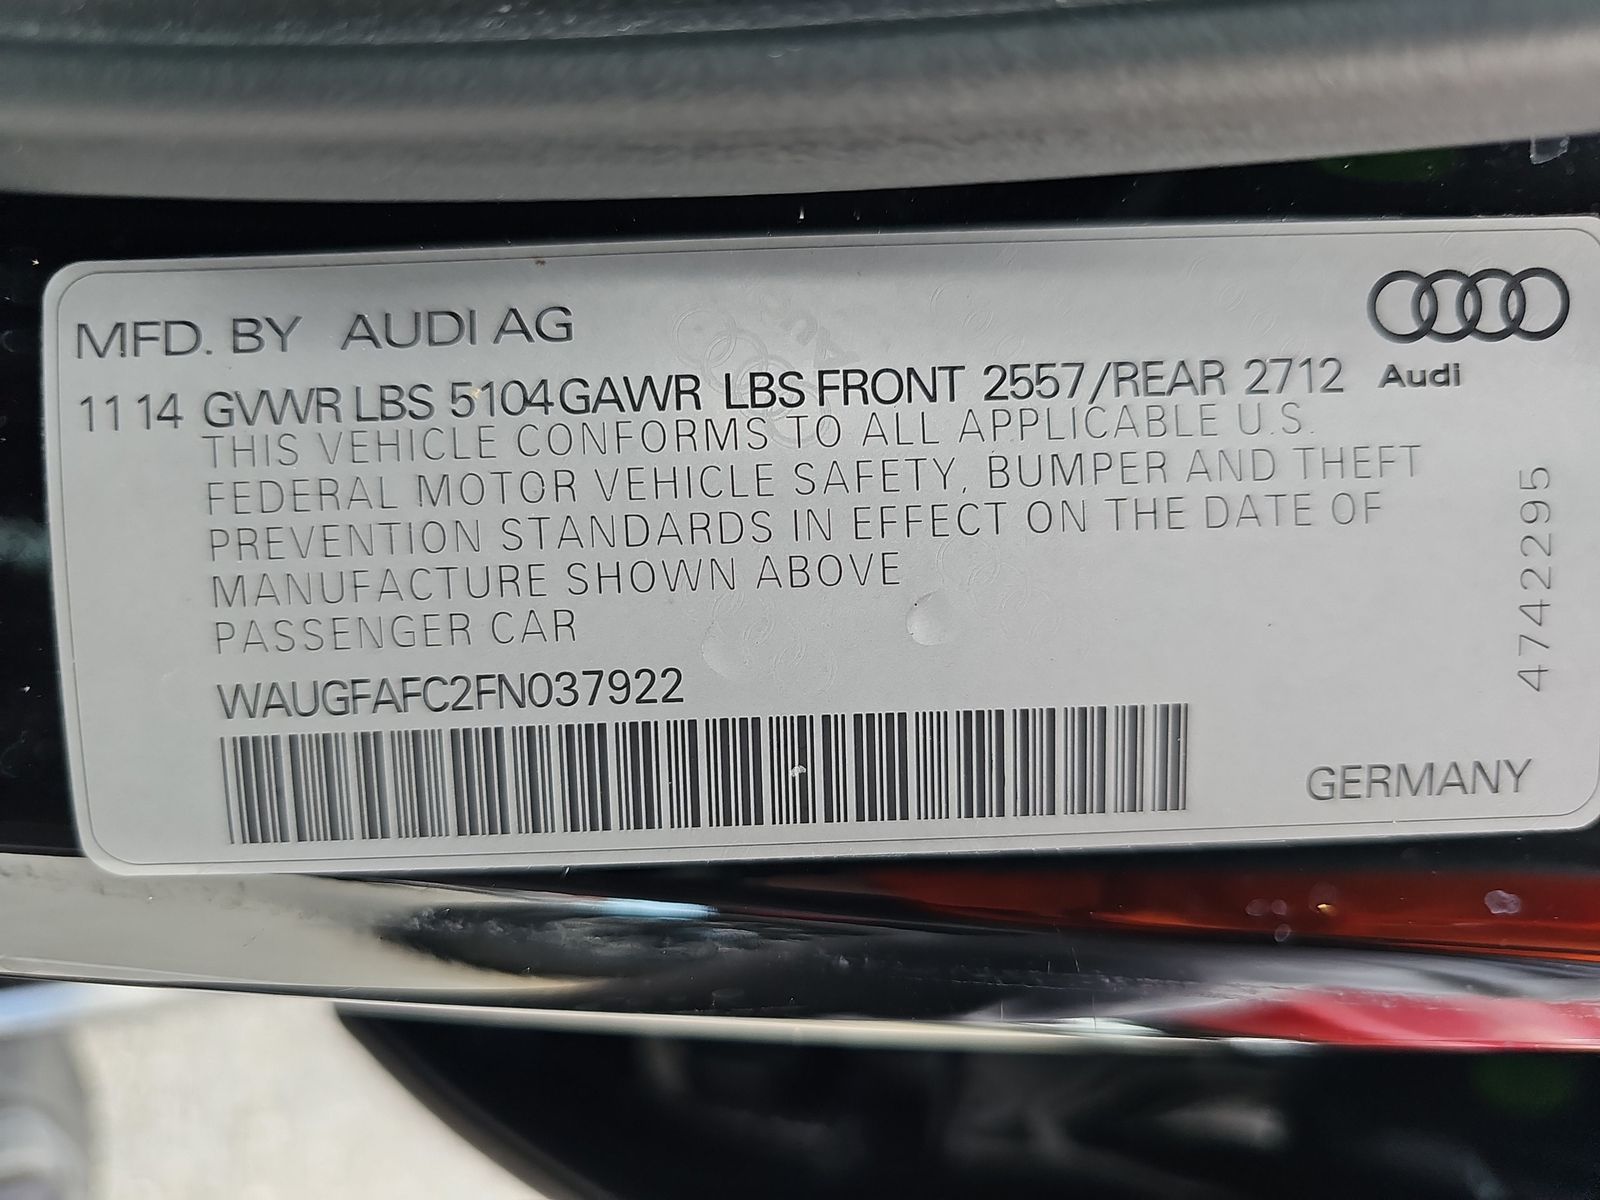 MFD. BY AUDI AG
1114 GVWR LBS 5104 GAWR LBS FRONT 2557/REAR 2712
THIS VEHICLE CONFORMS TO ALL APPLICABLE U.S.
FEDERAL MOTOR VEHICLE SAFETY, BUMPER AND THEFT
PREVENTION STANDARDS IN EFFECT ON THE DATE OF
MANUFACTURE SHOWN ABOVE
PASSENGER CAR
WAUGFAFC2FN037922
Audi
4742295
GERMANY